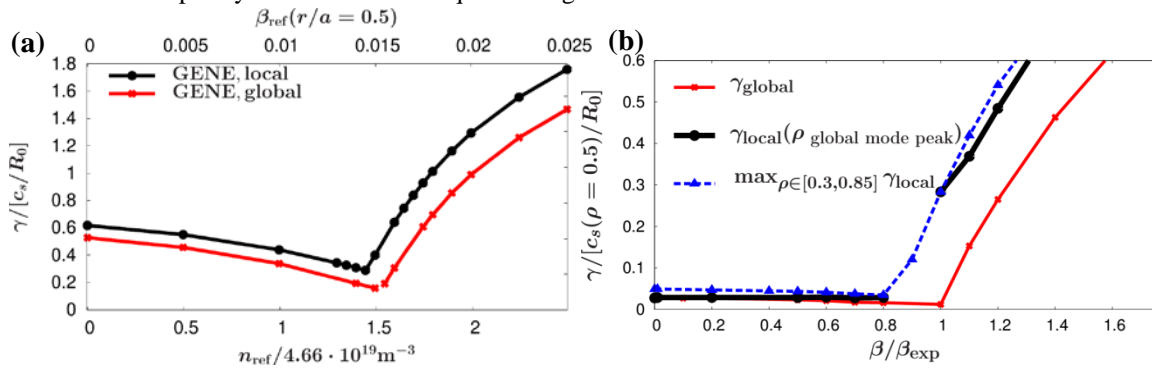 (a)
β_ref(r/a = 0.5)
0 0.005 0.01 0.015 0.02 0.025
1.8
1.6
1.4
1.2
1
0.8
0.6
0.4
0.2
0
γ/[c_s/R_0]
GENE, local
GENE, global
0 0.5 1 1.5 2
n_ref/4.66 · 10^19 m^−3
(b)
0.6
0.5
0.4
0.3
0.2
0.1
0
γ/[c_s(ρ = 0.5)/R_0]
γ_global
γ_local(ρ global mode peak)
max_ρ∈[0.3,0.85] γ_local
0 0.2 0.4 0.6 0.8 1 1.2 1.4 1.6
β/β_exp